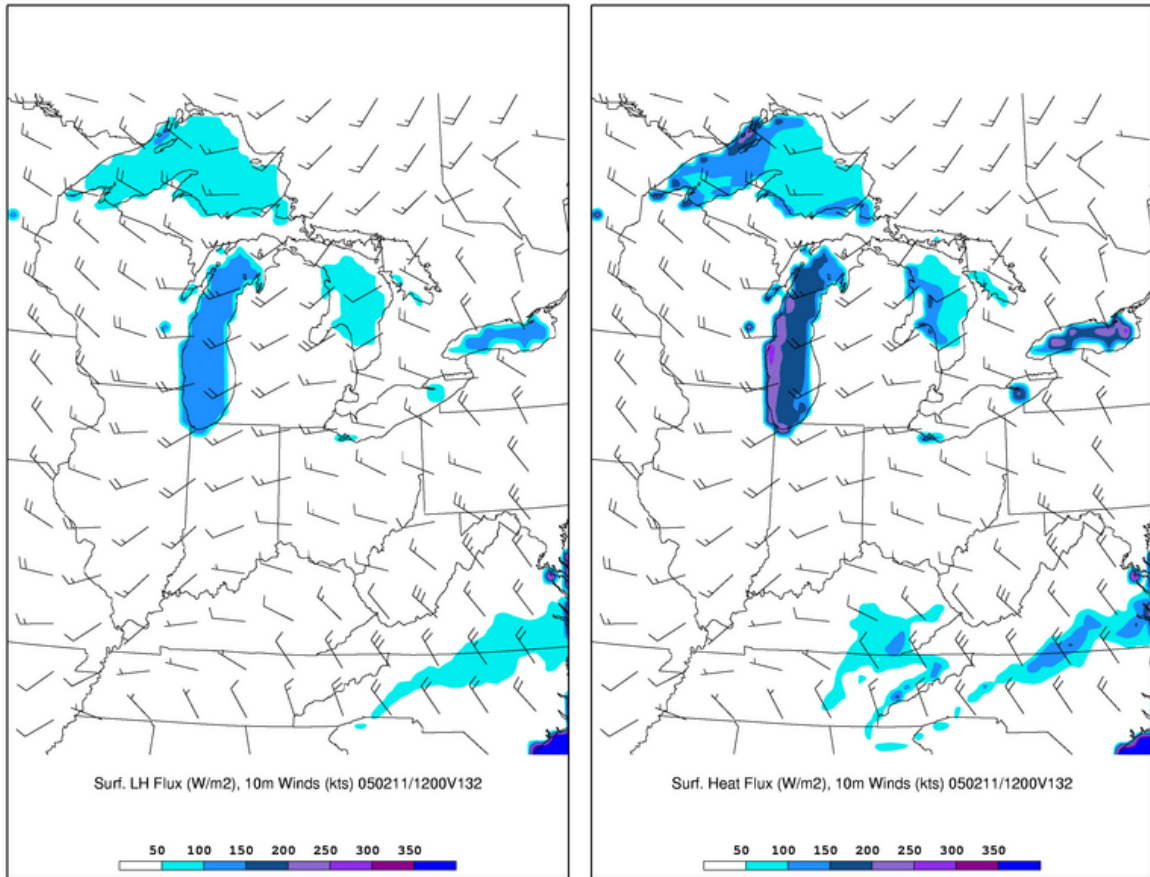 Surf. LH Flux (W/m2), 10m Winds (kts) 050211/1200V132
50 100 150 200 250 300 350
Surf. Heat Flux (W/m2), 10m Winds (kts) 050211/1200V132
50 100 150 200 250 300 350